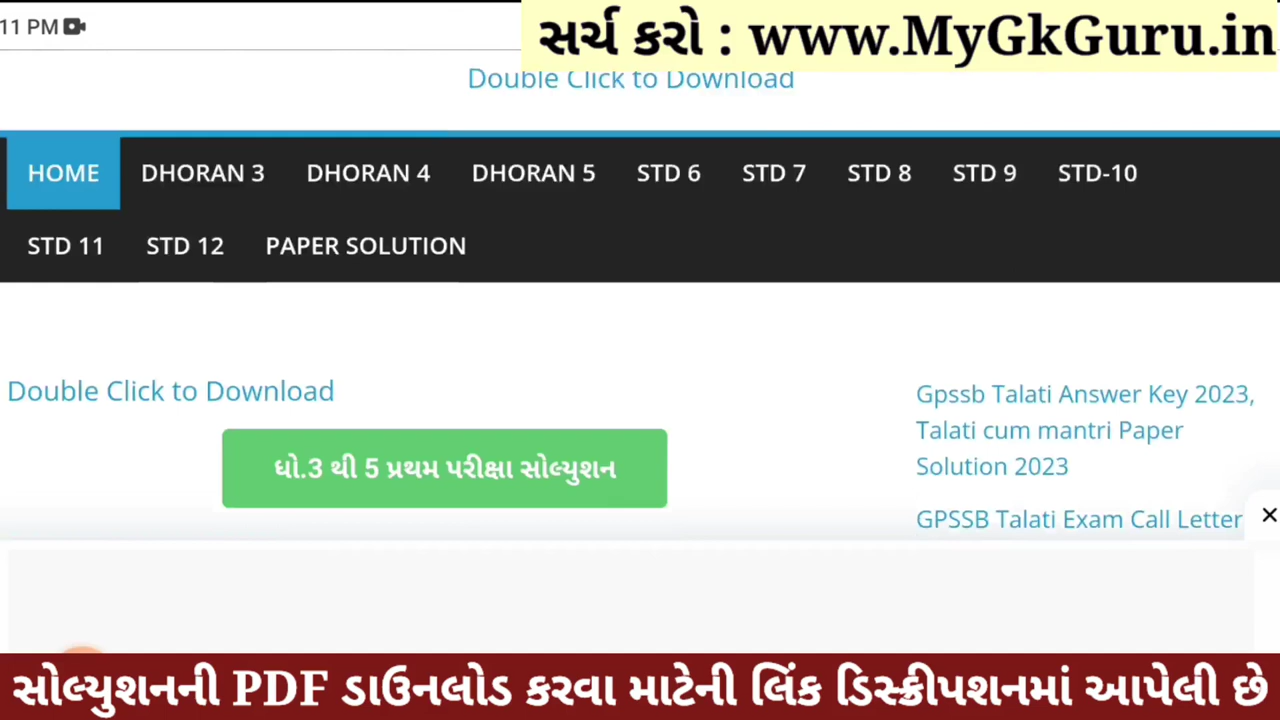 11 PM
સર્ચ કરો : www.MyGkGuru.in
Double Click to Download
HOME DHORAN 3 DHORAN 4 DHORAN 5 STD 6 STD 7 STD 8 STD 9 STD-10
STD 11 STD 12 PAPER SOLUTION
Double Click to Download
ધો.3 થી 5 પ્રથમ પરીક્ષા સોલ્યુશન
Gpssb Talati Answer Key 2023,
Talati cum mantri Paper
Solution 2023
GPSSB Talati Exam Call Letter
સોલ્યુશનની PDF ડાઉનલોડ કરવા માટેની લિંક ડિસ્ક્રીપશનમાં આપેલી છે